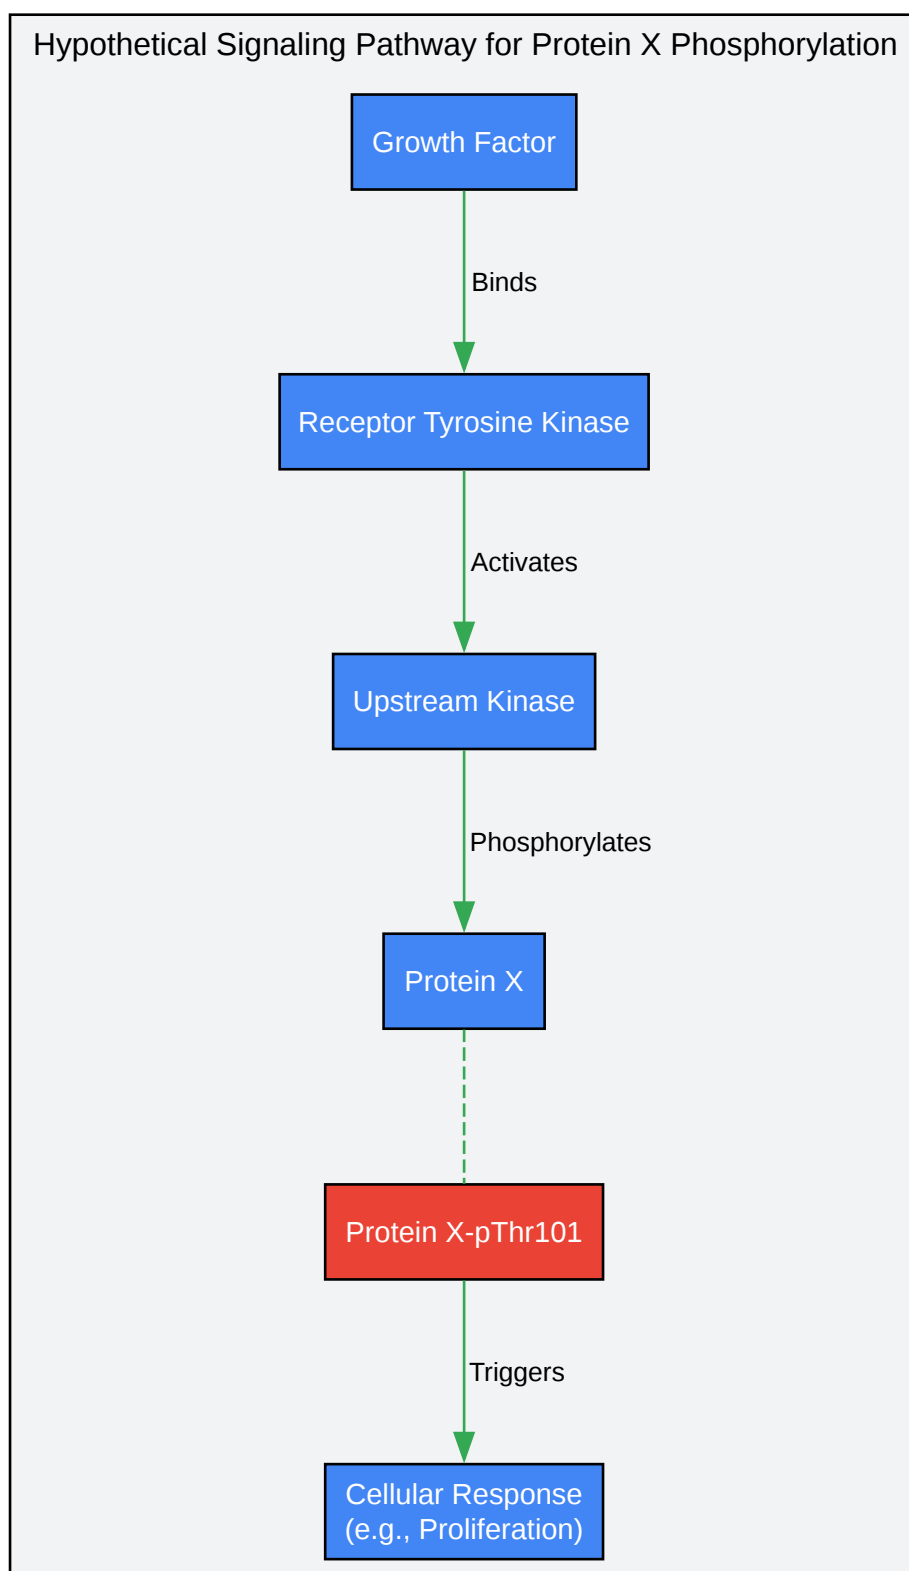 Hypothetical Signaling Pathway for Protein X Phosphorylation
Growth Factor
Binds
Receptor Tyrosine Kinase
Activates
Upstream Kinase
Phosphorylates
Protein X
Protein X-pThr101
Triggers
Cellular Response
(e.g., Proliferation)